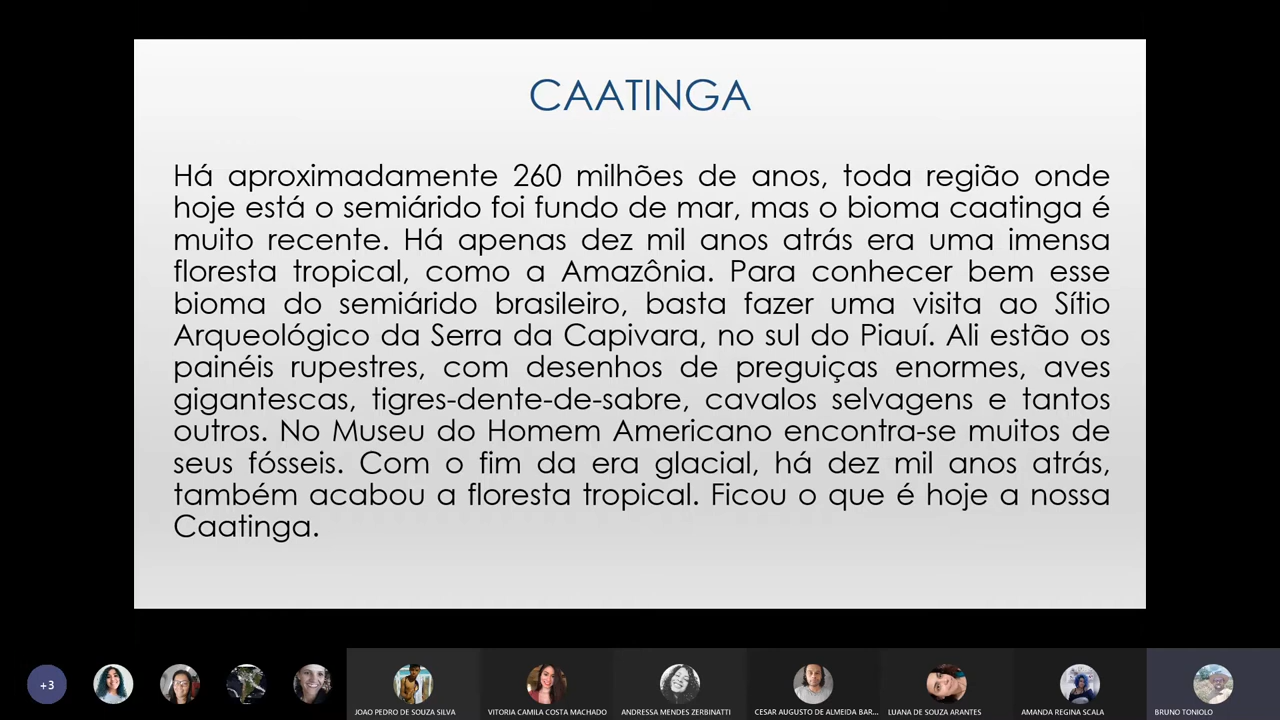 CAATINGA
Há aproximadamente 260 milhões de anos, toda região onde
hoje está o semiárido foi fundo de mar, mas o bioma caatinga é
muito recente. Há apenas dez mil anos atrás era uma imensa
floresta tropical, como a Amazônia. Para conhecer bem esse
bioma do semiárido brasileiro, basta fazer uma visita ao Sítio
Arqueológico da Serra da Capivara, no sul do Piauí. Ali estão os
painéis rupestres, com desenhos de preguiças enormes, aves
gigantescas, tigres-dente-de-sabre, cavalos selvagens e tantos
outros. No Museu do Homem Americano encontra-se muitos de
seus fósseis. Com o fim da era glacial, há dez mil anos atrás,
também acabou a floresta tropical. Ficou o que é hoje a nossa
Caatinga.
+3
JOAO PEDRO DE SOUZA SILVA
VITORIA CAMILA COSTA MACHADO
ANDRESSA MENDES ZERBINATTI
CESAR AUGUSTO DE ALMEIDA BAR...
LUANA DE SOUZA ARANTES
AMANDA REGINA SCALA
BRUNO TONIOLO